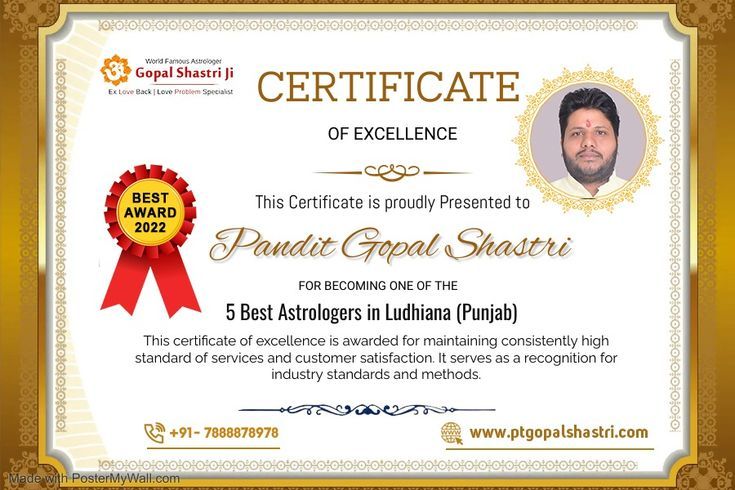 World Famous Astrologer
Gopal Shastri Ji
Ex Love Back | Love Problem Specialist
CERTIFICATE
OF EXCELLENCE
BEST
AWARD
2022
This Certificate is proudly Presented to
Pandit Gopal Shastri
FOR BECOMING ONE OF THE
5 Best Astrologers in Ludhiana (Punjab)
This certificate of excellence is awarded for maintaining consistently high
standard of services and customer satisfaction. It serves as a recognition for
industry standards and methods.
+91- 7888878978
www.ptgopalshastri.com
Made with PosterMyWall.com